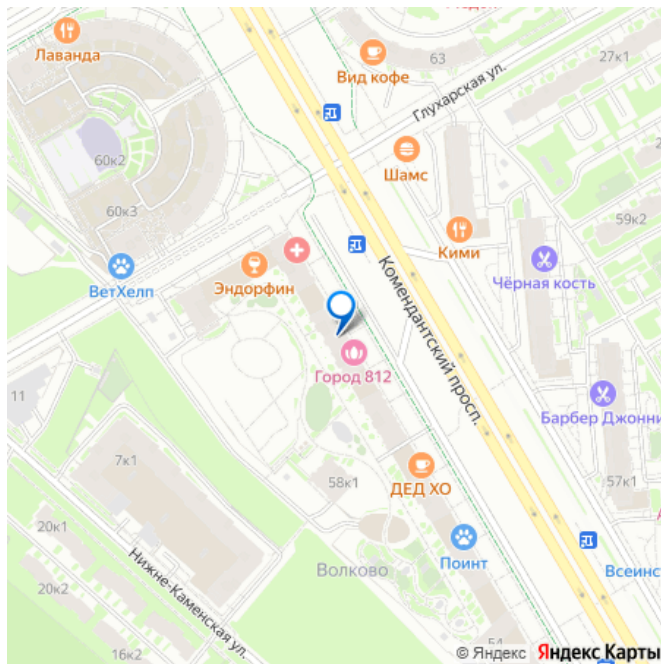 Лаванда
63
Вид кофе
27к1
Глухарская ул.
60к2
Шамс
60к3
59к2
Кими
ВетХелп
Эндорфин
Чёрная кость
Комендантский просп.
Город 812
11
Барбер Джонни
7к1
ДЕД ХО
58к1
57к1
20к1
Поинт
Волково
Всеинс
Нижне-Каменская ул.
20к2
16к2
54
© Яндекс Яндекс Карты